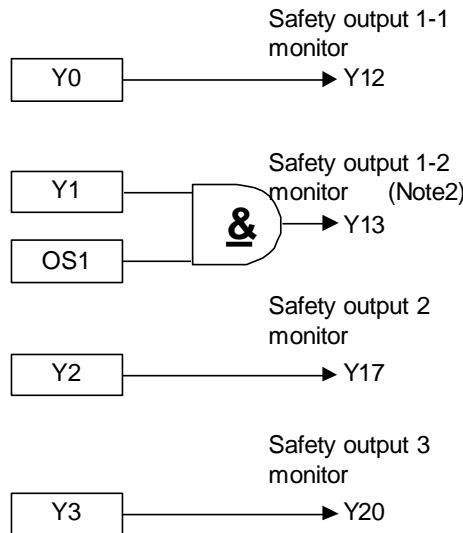 Safety output 1-1
monitor
Y0
Y12
Safety output 1-2
monitor (Note2)
Y1
&
Y13
OS1
Safety output 2
monitor
Y2
Y17
Safety output 3
monitor
Y3
Y20